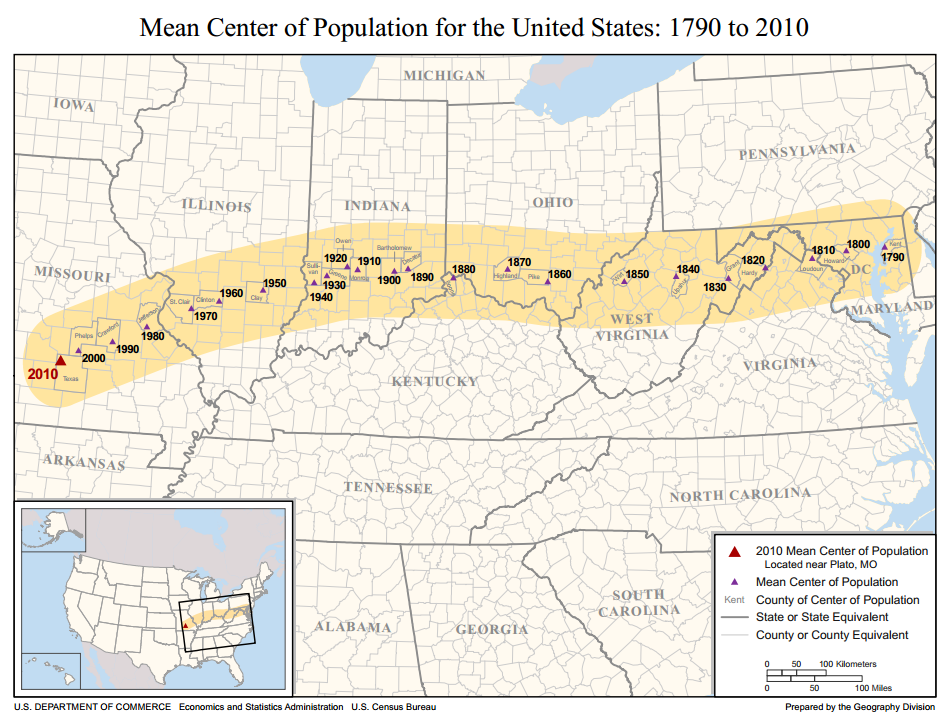 Mean Center of Population for the United States: 1790 to 2010
MICHIGAN
IOWA
PENNSYLVANIA
ILLINOIS
INDIANA
OHIO
MISSOURI
Owen
Bartholomew
Decatur
Sulli-
van
Greene
Monroe
1920
1910
1930
1940
1900
1890
1880
1870
Highland
Pike
1860
1850
1840
Upshur
1830
Grant
1820
Hardy
1810
Loudoun
1800
Howard
Kent
1790
DC
MARYLAND
1950
Clay
1960
Clinton
St. Clair
1970
Jefferson
1980
Crawford
1990
Phelps
2000
2010
Texas
WEST
VIRGINIA
VIRGINIA
KENTUCKY
ARKANSAS
TENNESSEE
NORTH CAROLINA
SOUTH
CAROLINA
ALABAMA
GEORGIA
2010 Mean Center of Population
Located near Plato, MO
Mean Center of Population
Kent County of Center of Population
State or State Equivalent
County or County Equivalent
0 50 100 Kilometers
0 50 100 Miles
U.S. DEPARTMENT OF COMMERCE Economics and Statistics Administration U.S. Census Bureau
Prepared by the Geography Division